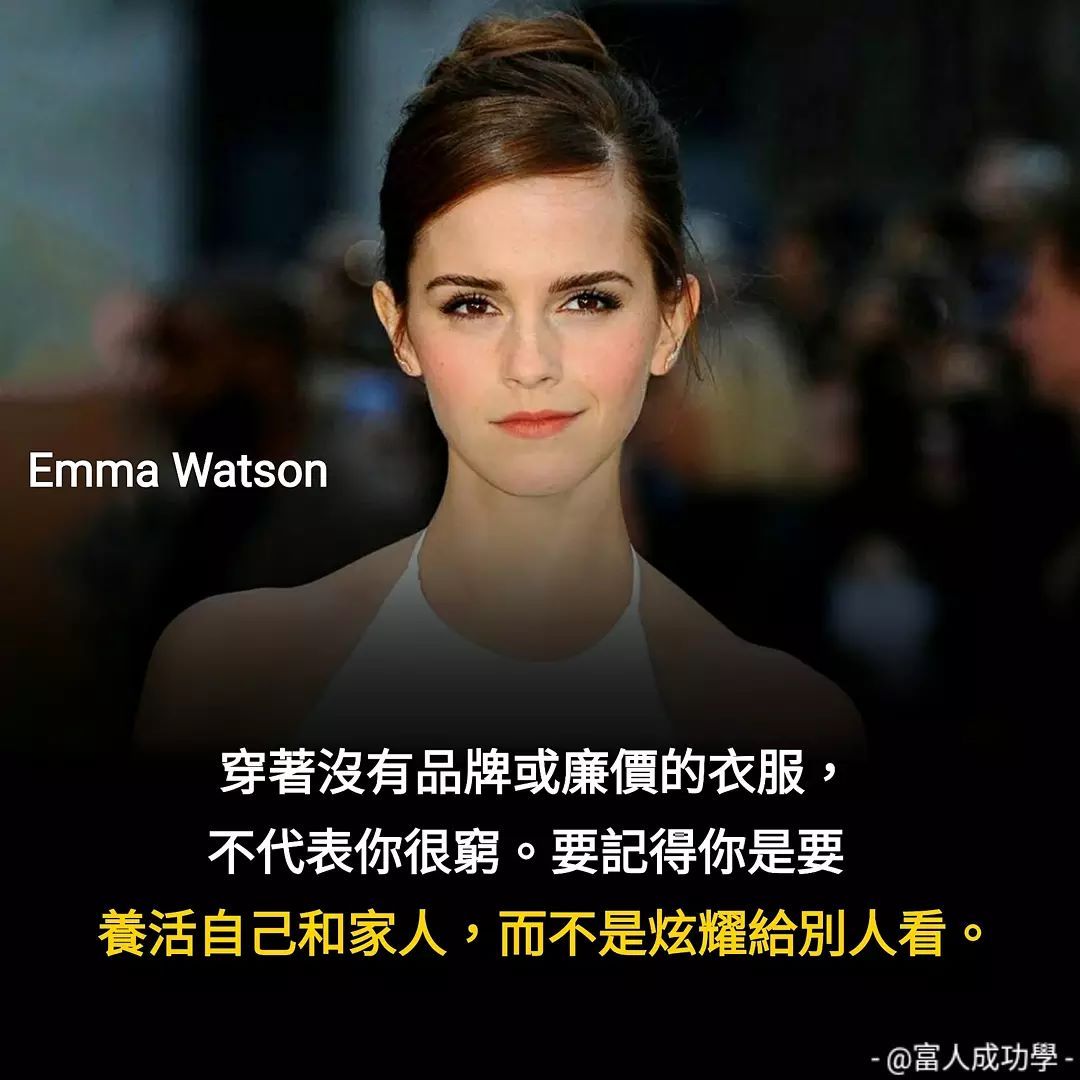 Emma Watson
穿著沒有品牌或廉價的衣服，
不代表你很窮。要記得你是要
養活自己和家人，而不是炫耀給別人看。
- @富人成功學 -